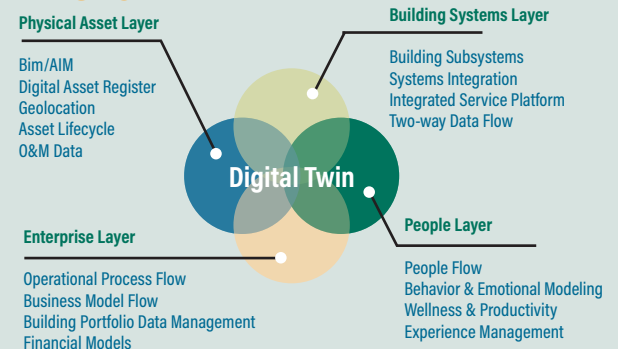 Physical Asset Layer
Bim/AIM
Digital Asset Register
Geolocation
Asset Lifecycle
O&M Data
Building Systems Layer
Building Subsystems
Systems Integration
Integrated Service Platform
Two-way Data Flow
Digital Twin
Enterprise Layer
Operational Process Flow
Business Model Flow
Building Portfolio Data Management
Financial Models
People Layer
People Flow
Behavior & Emotional Modeling
Wellness & Productivity
Experience Management